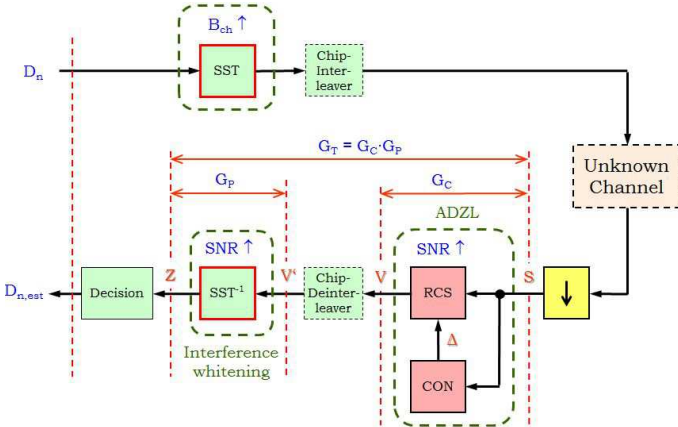 B_ch ↑
D_n
SST
Chip-
Inter-
leaver
G_T = G_C·G_P
Unknown
Channel
G_P
G_C
ADZL
SNR ↑
SNR ↑
Z
V'
V
S
D_n,est
Decision
SST⁻¹
Chip-
Deinter-
leaver
RCS
↓
Δ
Interference
whitening
CON